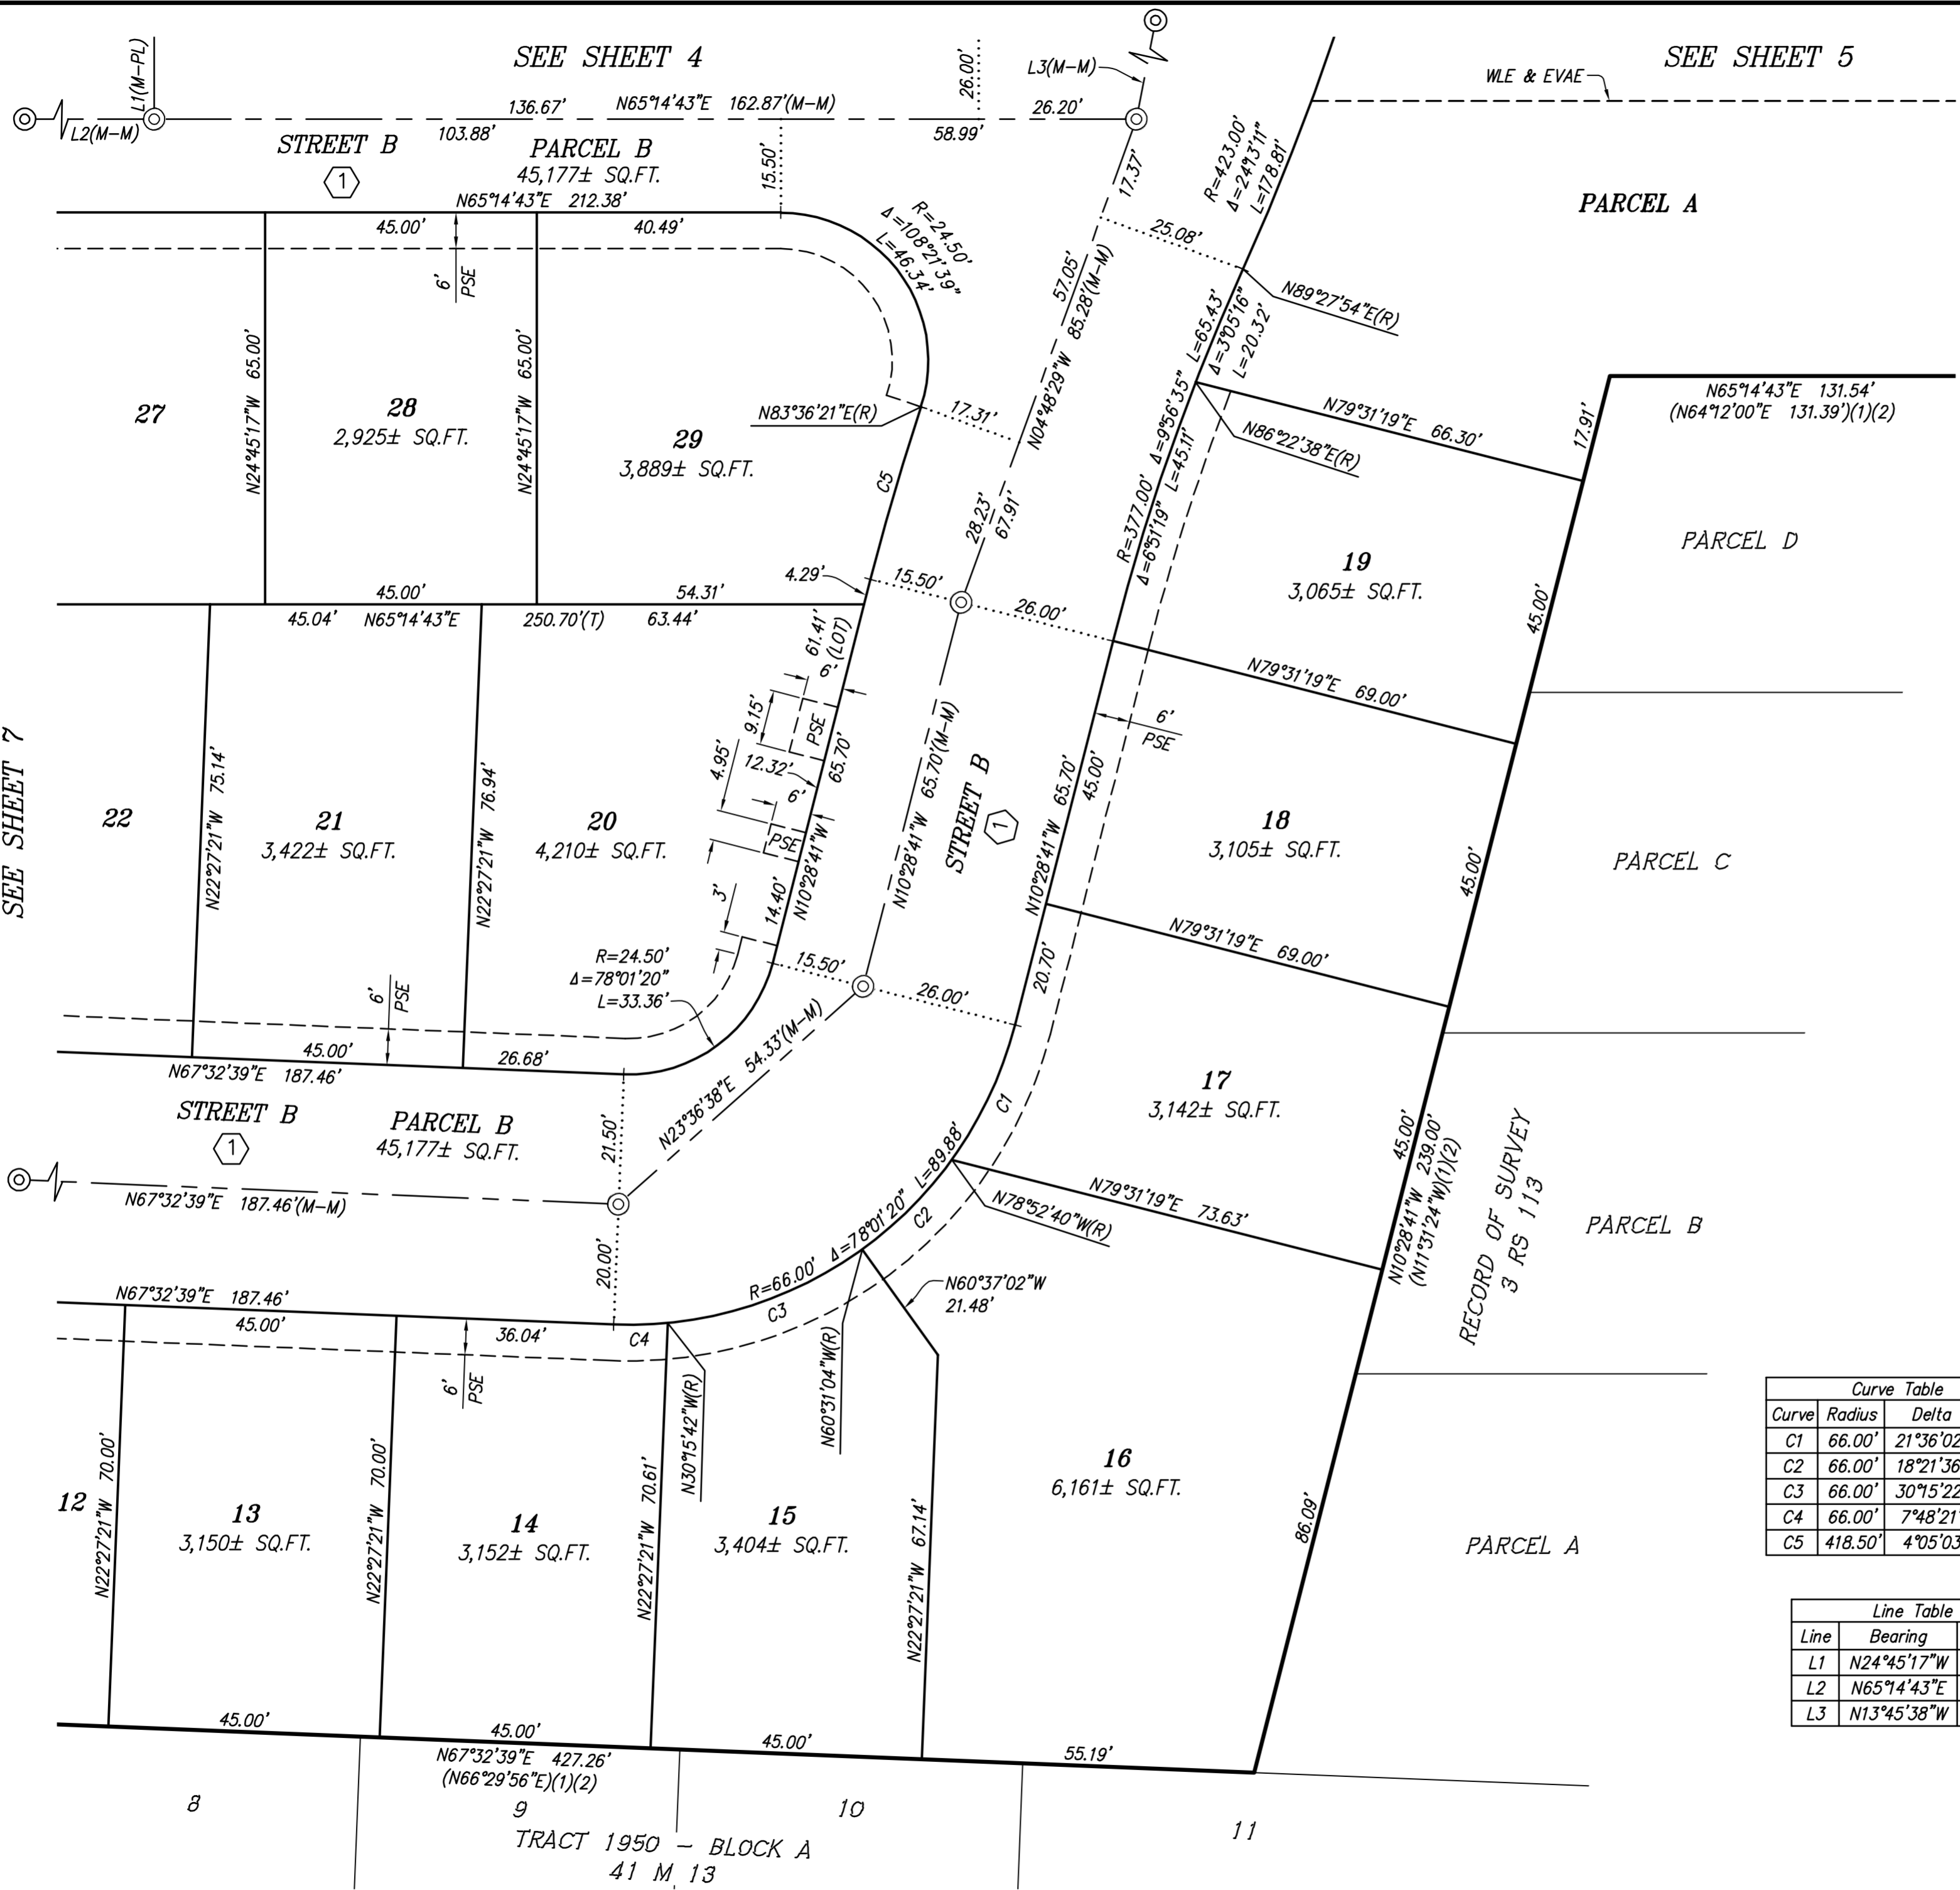 SEE SHEET 4
SEE SHEET 5
SEE SHEET 7
L1(M-PL)
L2(M-M)
L3(M-M)
136.67'
N65°14'43"E 162.87'(M-M)
103.88'
58.99'
26.20'
26.00'
15.50'
WLE & EVAE
STREET B
1
PARCEL B
45,177± SQ.FT.
N65°14'43"E 212.38'
45.00'
40.49'
6'
PSE
R=24.50'
Δ=108°21'39"
L=46.34'
17.37'
R=423.00'
Δ=24°13'11"
L=178.81'
PARCEL A
25.08'
N89°27'54"E(R)
57.05'
N04°48'29"W 85.28'(M-M)
28.23'
67.91'
R=377.00' Δ=9°56'35" L=65.43'
Δ=3°05'16"
L=20.32'
Δ=6°51'19" L=45.11'
N83°36'21"E(R)
17.31'
N79°31'19"E 66.30'
N86°22'38"E(R)
17.91'
N65°14'43"E 131.54'
(N64°12'00"E 131.39')(1)(2)
27
N24°45'17"W 65.00'
28
2,925± SQ.FT.
N24°45'17"W 65.00'
29
3,889± SQ.FT.
C5
19
3,065± SQ.FT.
45.00'
PARCEL D
45.00'
54.31'
4.29'
15.50'
26.00'
45.04'
N65°14'43"E 250.70'(T)
63.44'
61.41'
(LOT)
6'
9.15'
PSE
12.32'
65.70'
4.95'
6'
PSE
N10°28'41"W
14.40'
3'
N10°28'41"W 65.70'(M-M)
STREET B
1
N79°31'19"E 69.00'
6'
PSE
N10°28'41"W 65.70'
45.00'
22
N22°27'21"W 75.14'
21
3,422± SQ.FT.
N22°27'21"W 76.94'
20
4,210± SQ.FT.
18
3,105± SQ.FT.
45.00'
PARCEL C
R=24.50'
Δ=78°01'20"
L=33.36'
15.50'
26.00'
20.70'
N79°31'19"E 69.00'
6'
PSE
45.00'
26.68'
N67°32'39"E 187.46'
N23°36'38"E 54.33'(M-M)
C1
17
3,142± SQ.FT.
45.00'
N10°28'41"W 239.00'
(N11°31'24"W)(1)(2)
RECORD OF SURVEY
3 RS 113
PARCEL B
STREET B
1
PARCEL B
45,177± SQ.FT.
21.50'
N67°32'39"E 187.46'(M-M)
20.00'
R=66.00' Δ=78°01'20" L=89.88'
C2
N79°31'19"E 73.63'
N78°52'40"W(R)
N67°32'39"E 187.46'
45.00'
36.04'
C4
C3
N60°37'02"W
21.48'
6'
PSE
N30°15'42"W(R)
N60°31'04"W(R)
12
N22°27'21"W 70.00'
13
3,150± SQ.FT.
N22°27'21"W 70.00'
14
3,152± SQ.FT.
N22°27'21"W 70.61'
15
3,404± SQ.FT.
N22°27'21"W 67.14'
16
6,161± SQ.FT.
86.09'
PARCEL A
Curve Table
Curve Radius Delta
C1 66.00' 21°36'02
C2 66.00' 18°21'36
C3 66.00' 30°15'22
C4 66.00' 7°48'21
C5 418.50' 4°05'03
Line Table
Line Bearing
L1 N24°45'17"W
L2 N65°14'43"E
L3 N13°45'38"W
45.00'
45.00'
45.00'
55.19'
N67°32'39"E 427.26'
(N66°29'56"E)(1)(2)
8
9
10
11
TRACT 1950 - BLOCK A
41 M 13